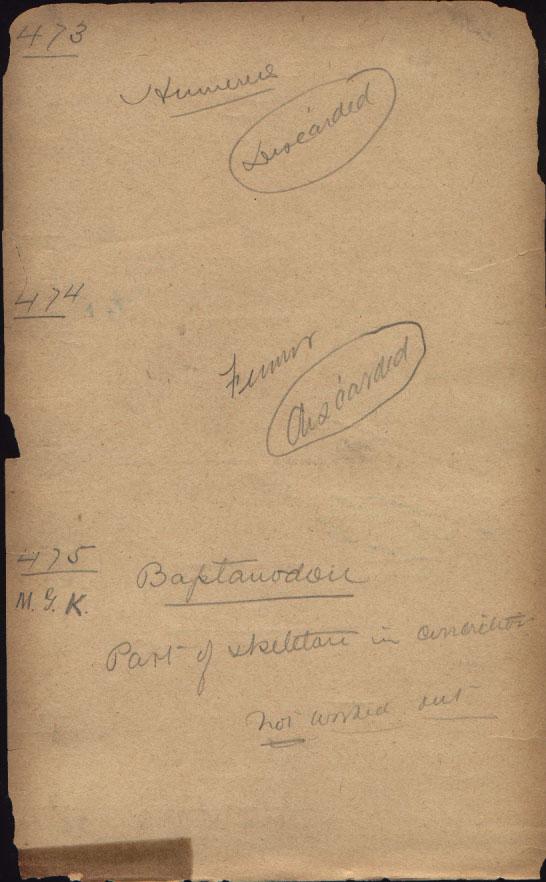 473
Humerus
Discarded
474
Femur
discarded
475
M. G. K.
Baptanodon
Part of skeleton in concretion
not worked out